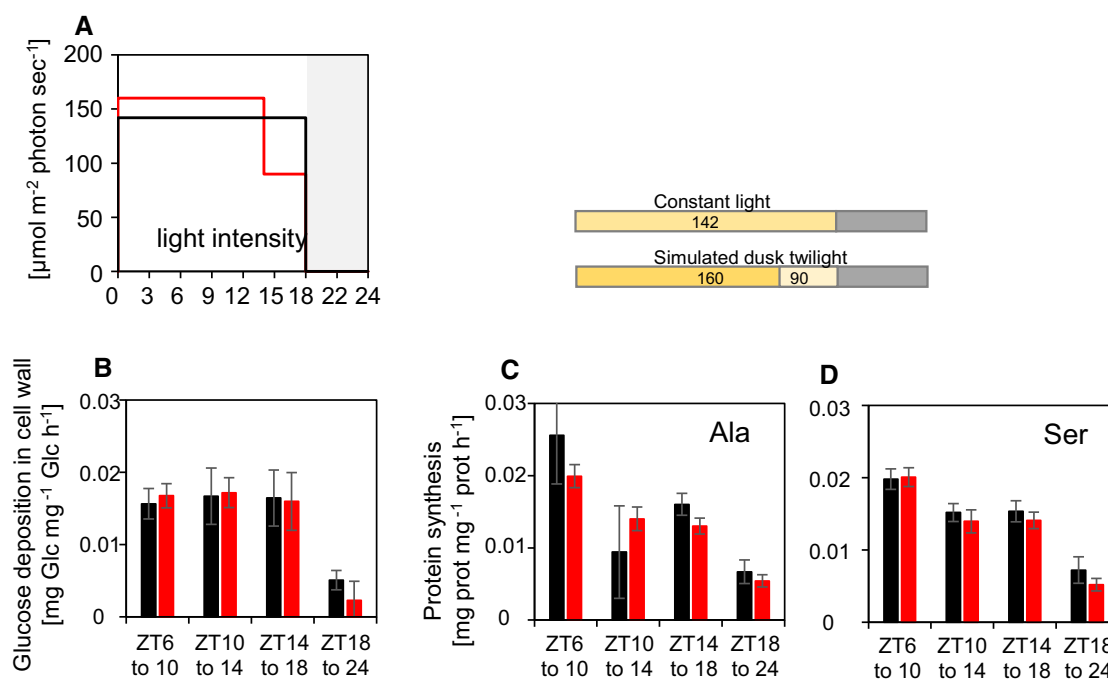 A
[µmol m⁻² photon sec⁻¹]
200
150
100
50
0
light intensity
0 3 6 9 12 15 18 22 24
Constant light
142
Simulated dusk twilight
160 90
B
Glucose deposition in cell wall
[mg Glc mg⁻¹ Glc h⁻¹]
0.03
0.02
0.01
0
ZT6 ZT10 ZT14 ZT18
to 10 to 14 to 18 to 24
C
Protein synthesis
[mg prot mg⁻¹ prot h⁻¹]
0.03
0.02
0.01
0
Ala
ZT6 ZT10 ZT14 ZT18
to 10 to 14 to 18 to 24
D
0.03
0.02
0.01
0
Ser
ZT6 ZT10 ZT14 ZT18
to 10 to 14 to 18 to 24